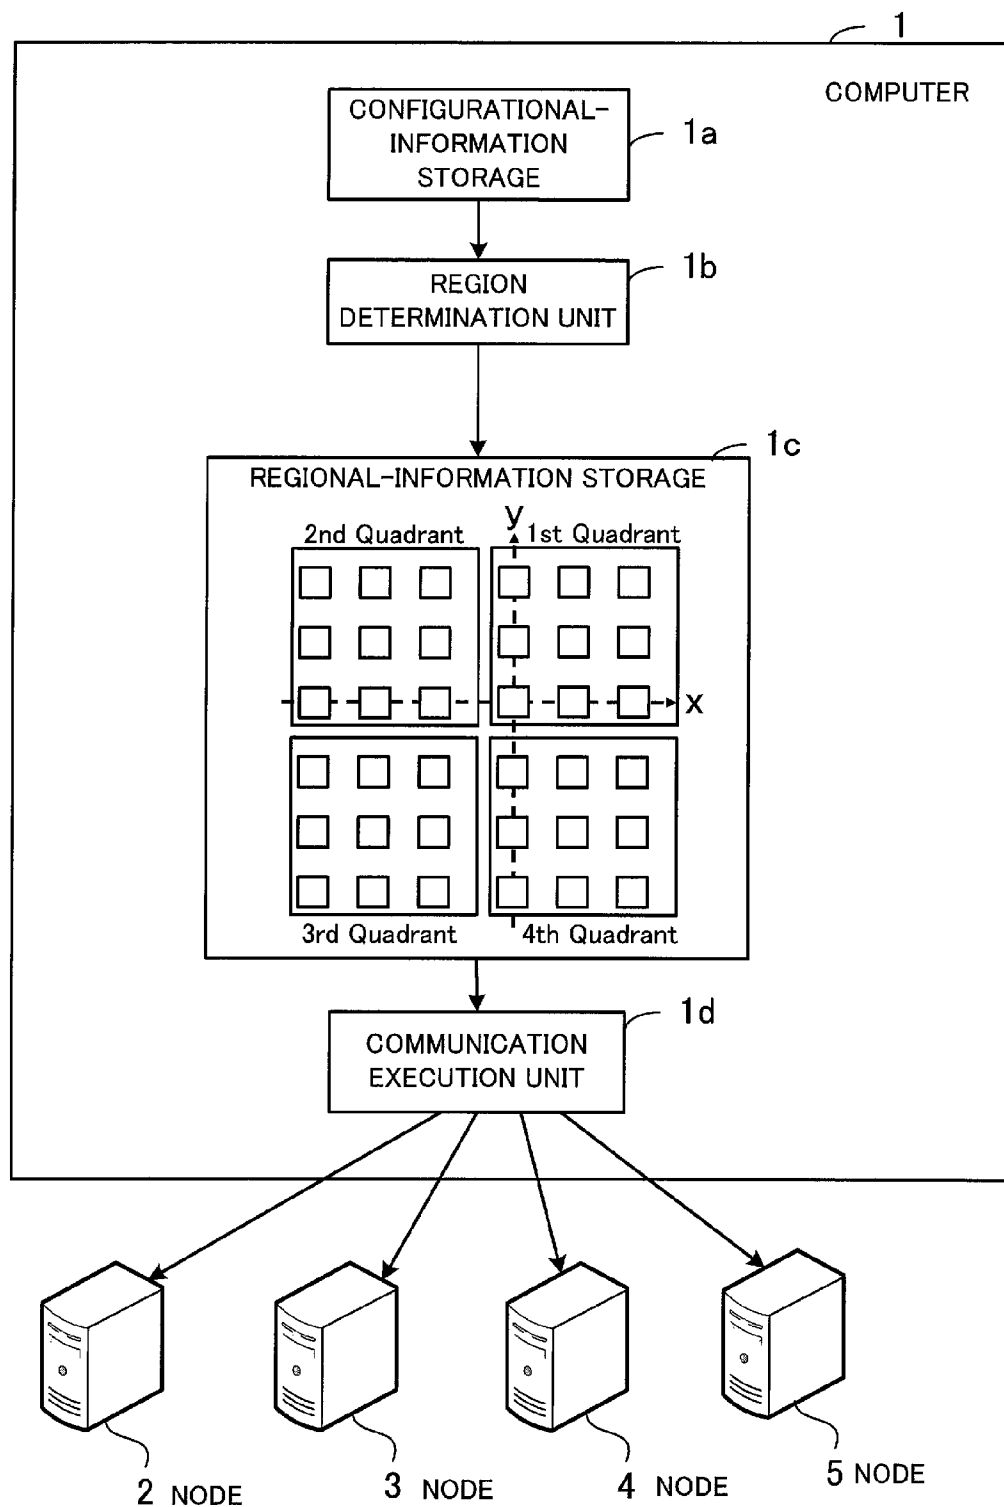 1
COMPUTER
CONFIGURATIONAL-
INFORMATION
STORAGE
1a
REGION
DETERMINATION UNIT
1b
1c
REGIONAL-INFORMATION STORAGE
y
2nd Quadrant
1st Quadrant
x
3rd Quadrant
4th Quadrant
COMMUNICATION
EXECUTION UNIT
1d
2 NODE
3 NODE
4 NODE
5 NODE